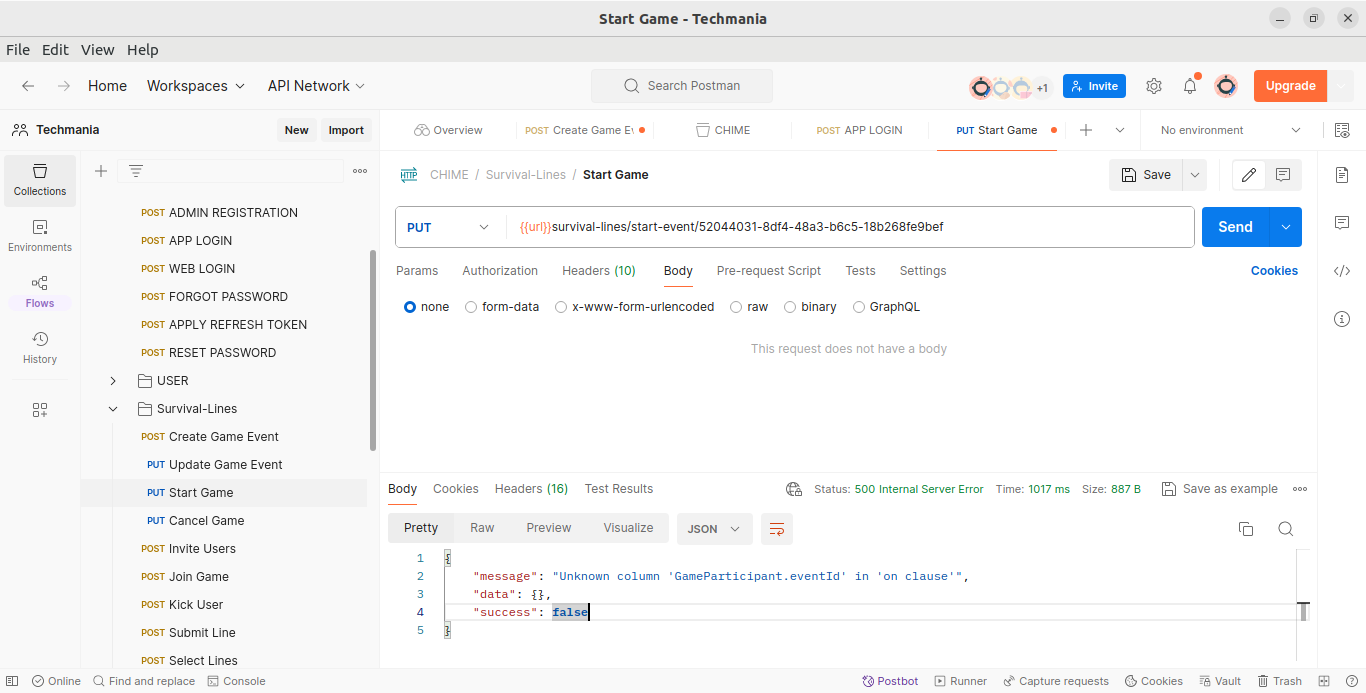 Start Game - Techmania
File Edit View Help
Home Workspaces API Network Search Postman +1 Invite Upgrade
Techmania New Import
Overview POST Create Game Ev CHIME POST APP LOGIN PUT Start Game No environment
Collections
Environments
Flows
History
POST ADMIN REGISTRATION
POST APP LOGIN
POST WEB LOGIN
POST FORGOT PASSWORD
POST APPLY REFRESH TOKEN
POST RESET PASSWORD
USER
Survival-Lines
POST Create Game Event
PUT Update Game Event
PUT Start Game
PUT Cancel Game
POST Invite Users
POST Join Game
POST Kick User
POST Submit Line
POST Select Lines
HTTP CHIME / Survival-Lines / Start Game Save
PUT {{url}}survival-lines/start-event/52044031-8df4-48a3-b6c5-18b268fe9bef Send
Params Authorization Headers (10) Body Pre-request Script Tests Settings Cookies
none form-data x-www-form-urlencoded raw binary GraphQL
This request does not have a body
Body Cookies Headers (16) Test Results Status: 500 Internal Server Error Time: 1017 ms Size: 887 B Save as example
Pretty Raw Preview Visualize JSON
1 {
2 "message": "Unknown column 'GameParticipant.eventId' in 'on clause'",
3 "data": {},
4 "success": false
5 }
Online Find and replace Console Postbot Runner Capture requests Cookies Vault Trash